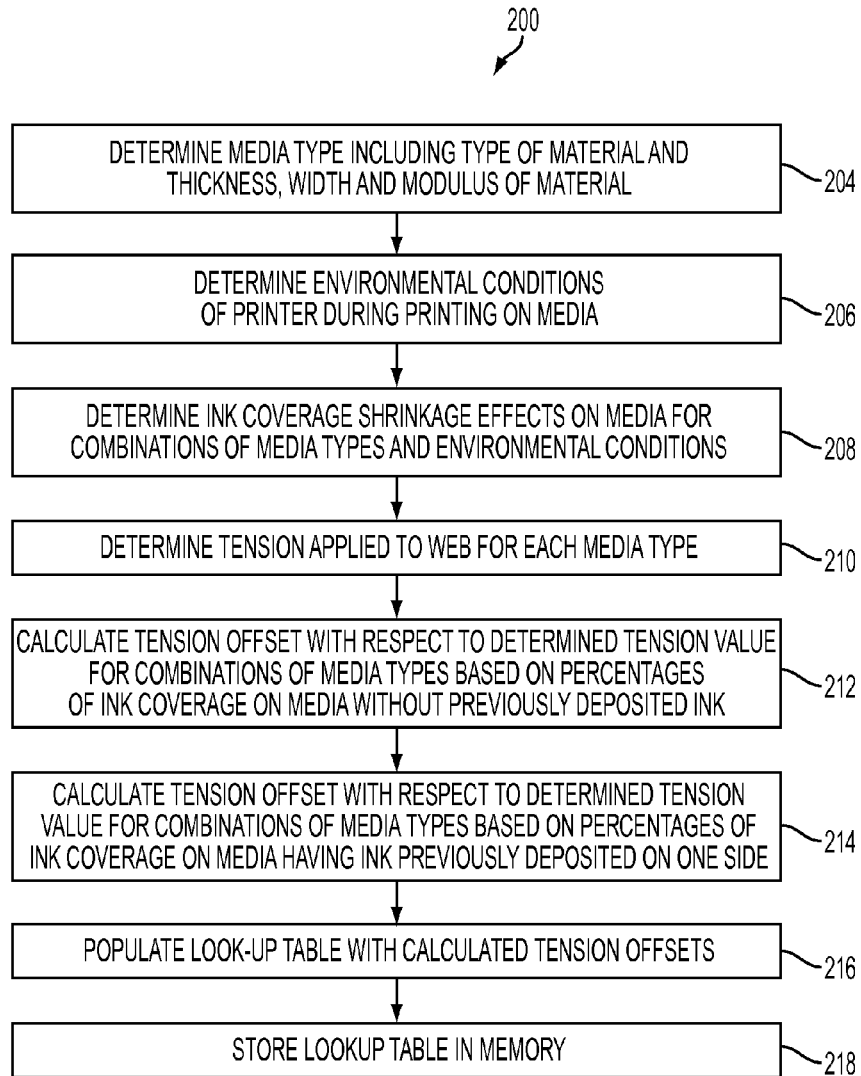 200
DETERMINE MEDIA TYPE INCLUDING TYPE OF MATERIAL AND
THICKNESS, WIDTH AND MODULUS OF MATERIAL
204
DETERMINE ENVIRONMENTAL CONDITIONS
OF PRINTER DURING PRINTING ON MEDIA
206
DETERMINE INK COVERAGE SHRINKAGE EFFECTS ON MEDIA FOR
COMBINATIONS OF MEDIA TYPES AND ENVIRONMENTAL CONDITIONS
208
DETERMINE TENSION APPLIED TO WEB FOR EACH MEDIA TYPE
210
CALCULATE TENSION OFFSET WITH RESPECT TO DETERMINED TENSION VALUE
FOR COMBINATIONS OF MEDIA TYPES BASED ON PERCENTAGES
OF INK COVERAGE ON MEDIA WITHOUT PREVIOUSLY DEPOSITED INK
212
CALCULATE TENSION OFFSET WITH RESPECT TO DETERMINED TENSION
VALUE FOR COMBINATIONS OF MEDIA TYPES BASED ON PERCENTAGES OF
INK COVERAGE ON MEDIA HAVING INK PREVIOUSLY DEPOSITED ON ONE SIDE
214
POPULATE LOOK-UP TABLE WITH CALCULATED TENSION OFFSETS
216
STORE LOOKUP TABLE IN MEMORY
218